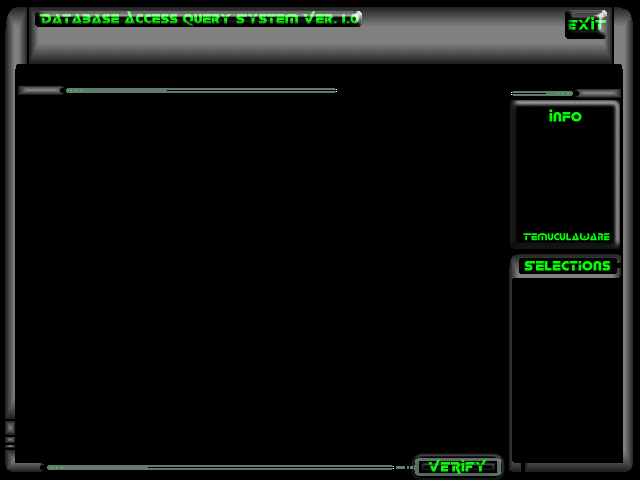 DATABASE ACCESS QUERY SYSTEM VER. 1.0
EXIT
INFO
TEMUCULAWARE
SELECTIONS
VERIFY